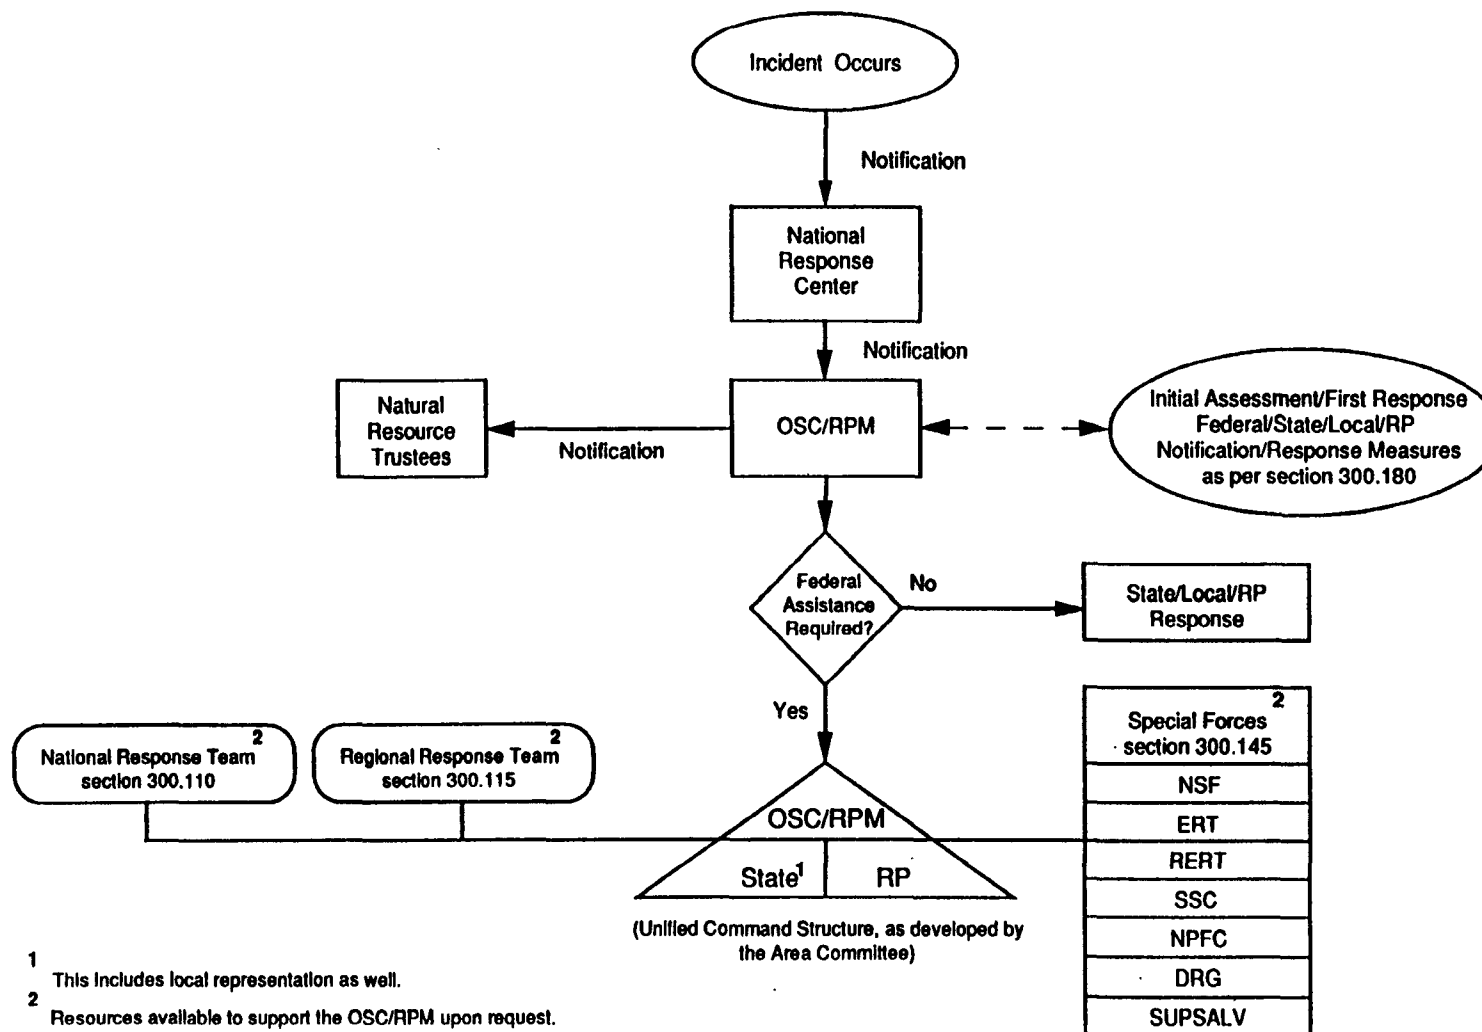 Incident Occurs
Notification
National
Response
Center
Notification
Natural
Resource
Trustees
Notification
OSC/RPM
Initial Assessment/First Response
Federal/State/Local/RP
Notification/Response Measures
as per section 300.180
Federal
Assistance
Required?
No
State/Local/RP
Response
Yes
National Response Team 2
section 300.110
Regional Response Team 2
section 300.115
OSC/RPM
State1
RP
(Unified Command Structure, as developed by
the Area Committee)
Special Forces 2
section 300.145
NSF
ERT
RERT
SSC
NPFC
DRG
SUPSALV
1 This includes local representation as well.
2 Resources available to support the OSC/RPM upon request.